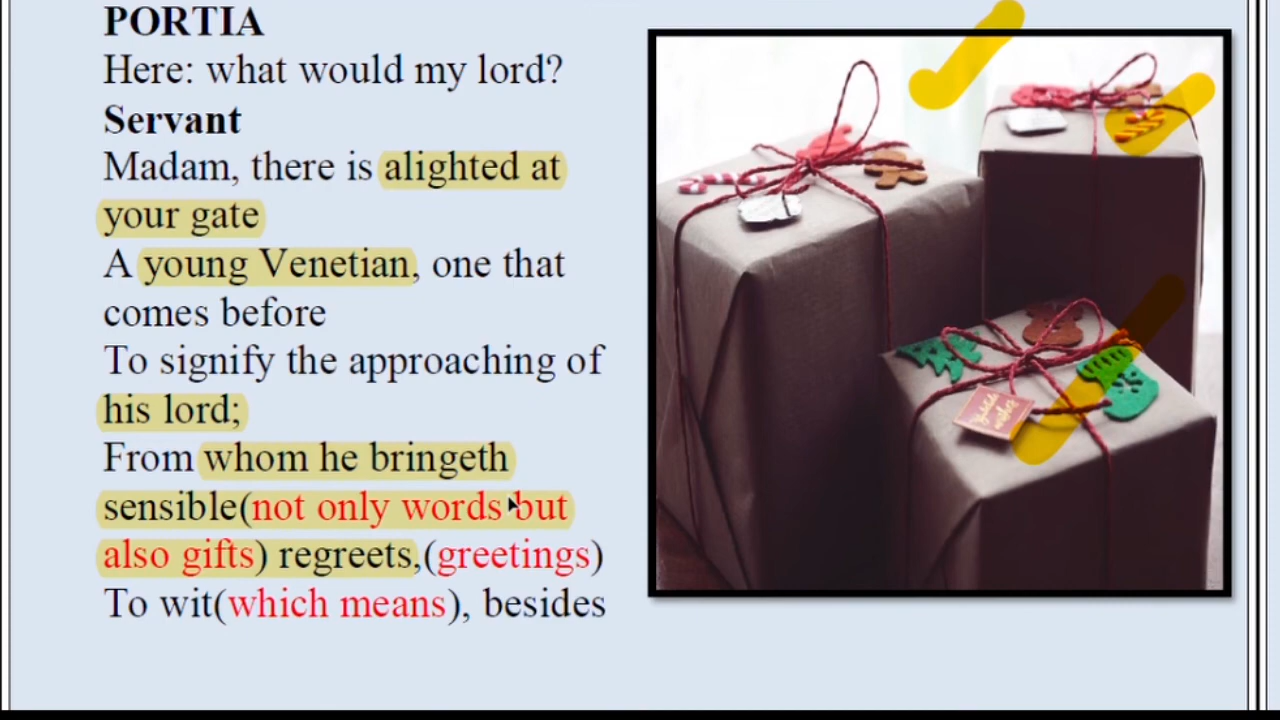 PORTIA
Here: what would my lord?
Servant
Madam, there is alighted at
your gate
A young Venetian, one that
comes before
To signify the approaching of
his lord;
From whom he bringeth
sensible(not only words but
also gifts) regreets,(greetings)
To wit(which means), besides